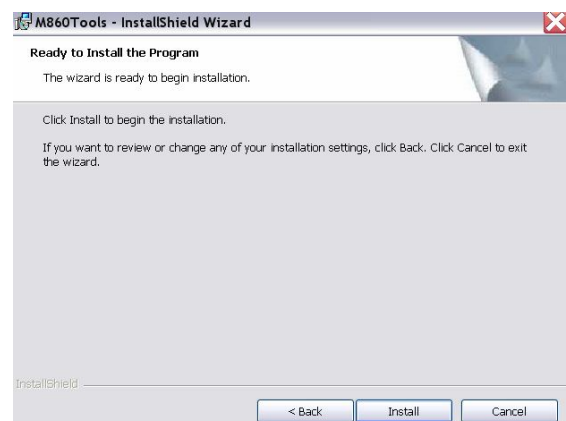 M860Tools - InstallShield Wizard
Ready to Install the Program
The wizard is ready to begin installation.
Click Install to begin the installation.
If you want to review or change any of your installation settings, click Back. Click Cancel to exit
the wizard.
InstallShield
< Back Install Cancel